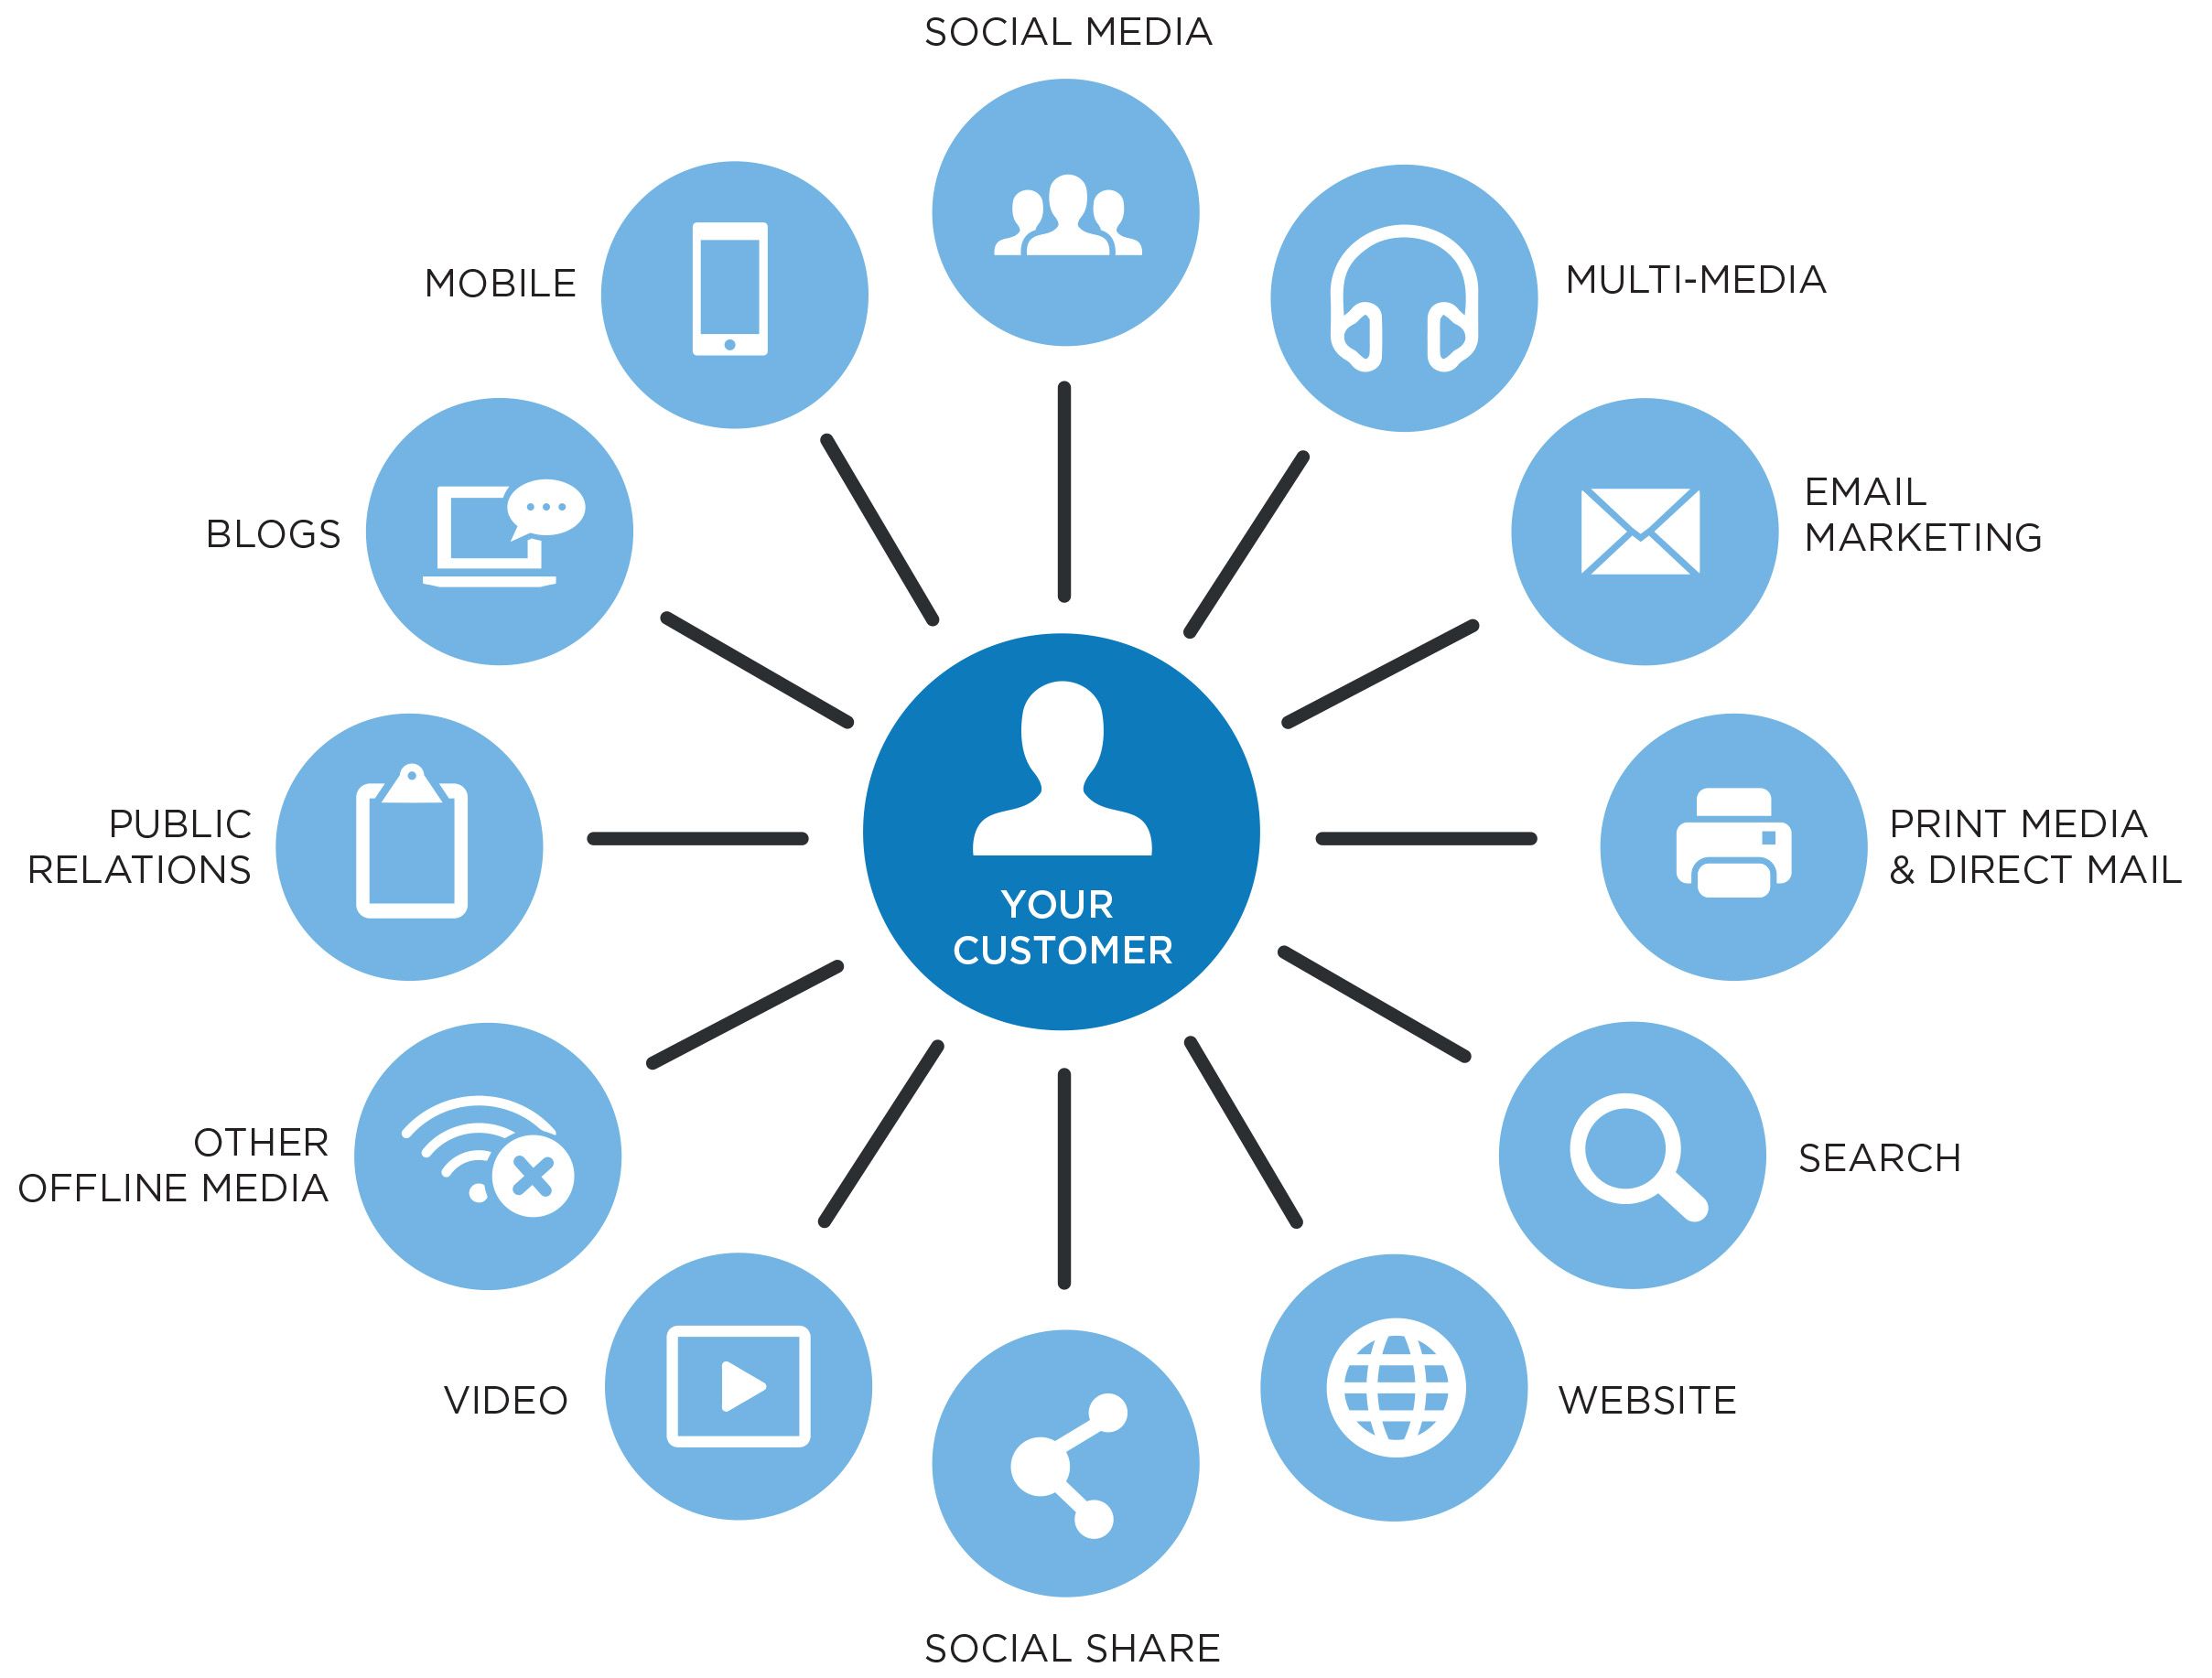 SOCIAL MEDIA
MULTI-MEDIA
MOBILE
EMAIL
MARKETING
BLOGS
PRINT MEDIA
& DIRECT MAIL
PUBLIC
RELATIONS
YOUR
CUSTOMER
OTHER
OFFLINE MEDIA
SEARCH
VIDEO
WEBSITE
SOCIAL SHARE